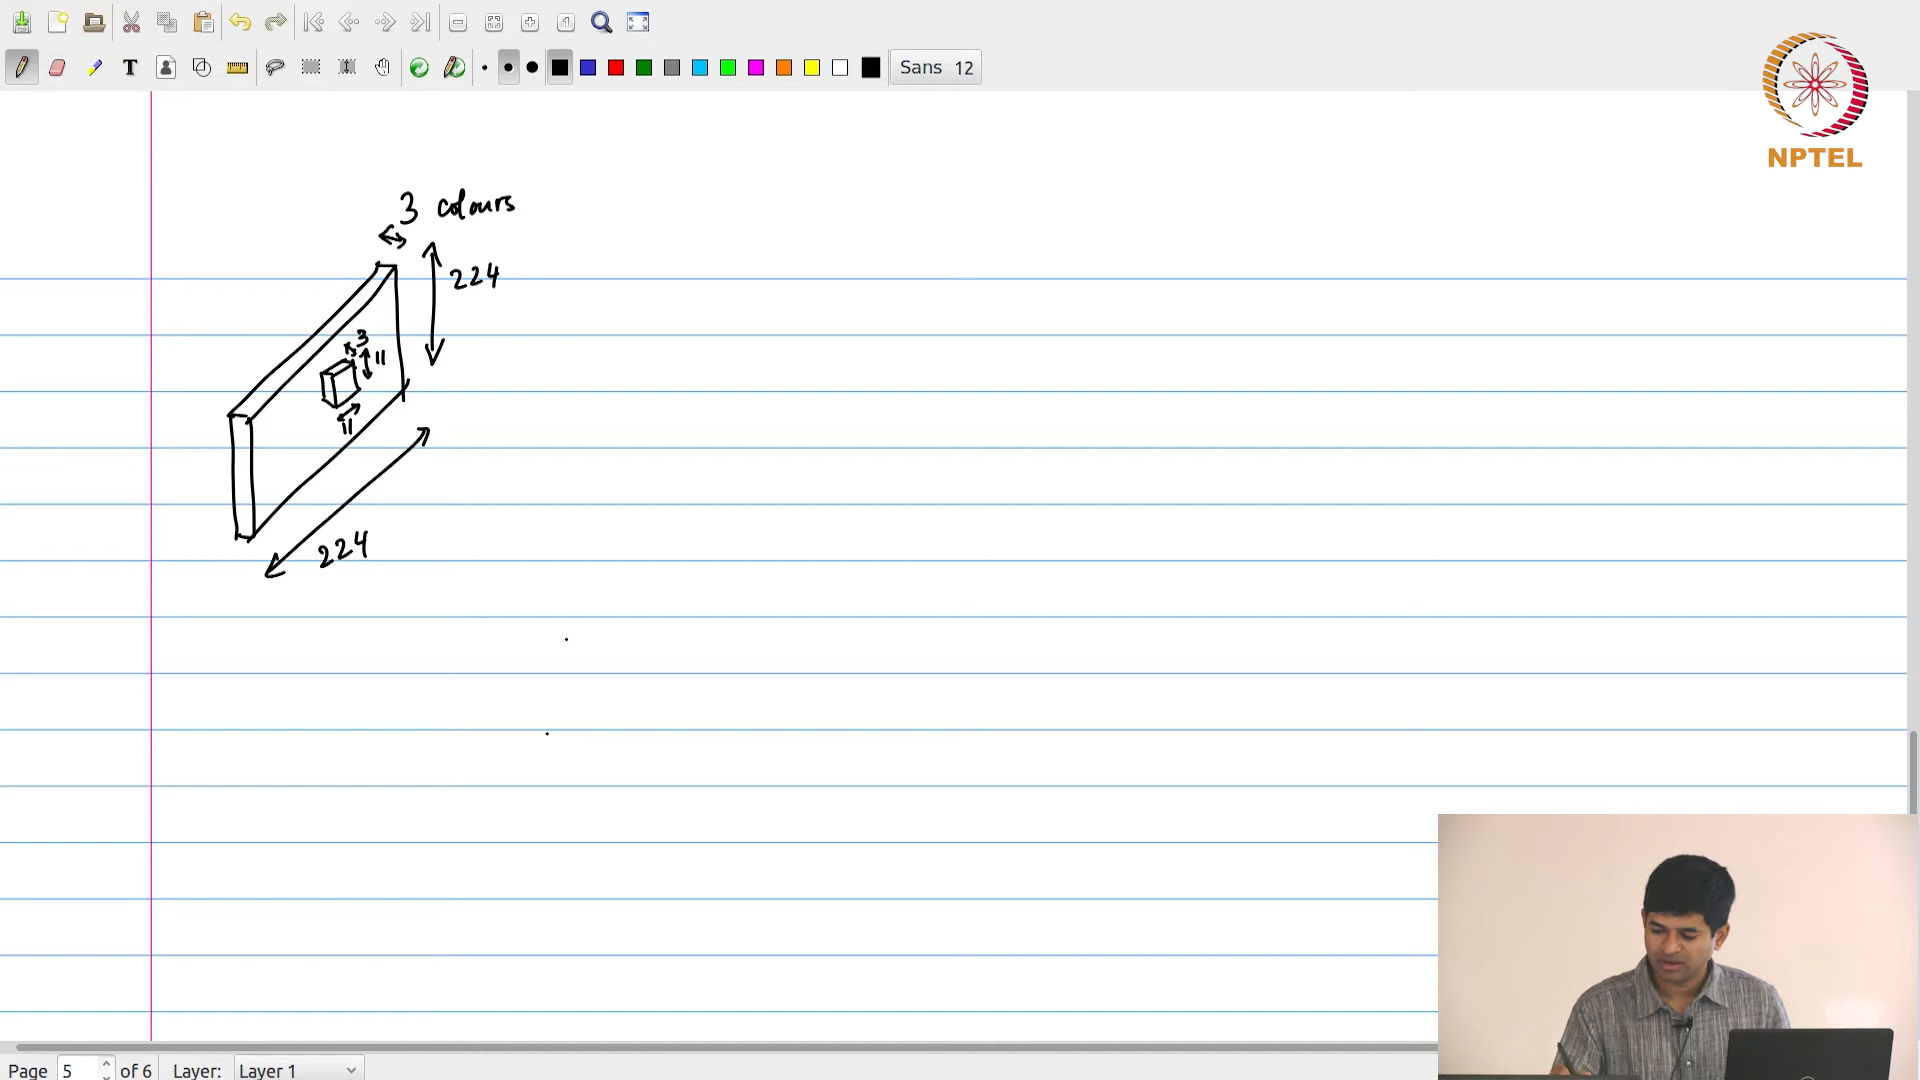 Sans 12
NPTEL
3 colours
224
3
11
11
224
Page 5 of 6 Layer: Layer 1